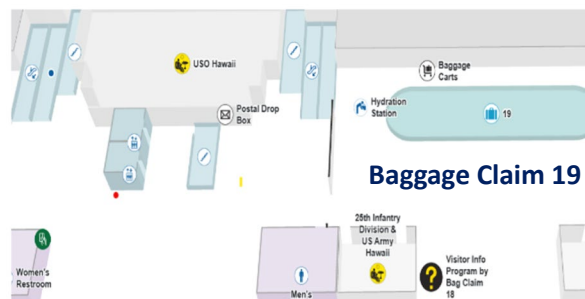 USO Hawaii
Baggage
Carts
Postal Drop
Box
Hydration
Station
19
Baggage Claim 19
25th Infantry
Division &
US Army
Hawaii
Visitor Info
Program by
Bag Claim
18
Women's
Restroom
Men's
?